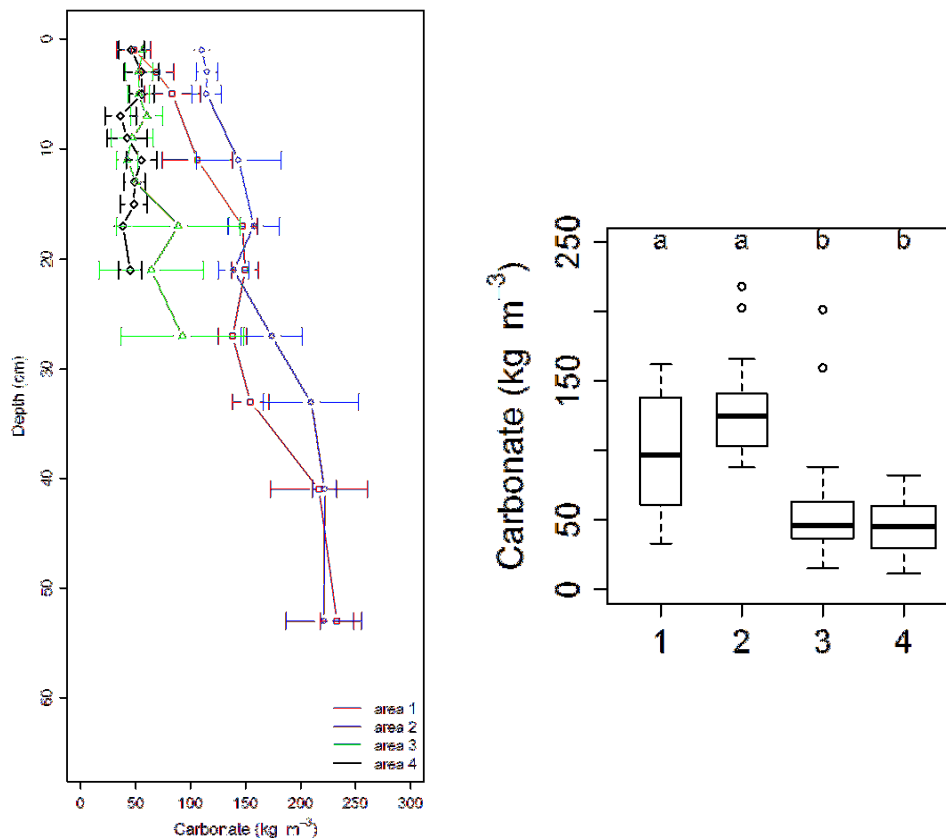 0
10
20
30
40
50
60
Depth (cm)
0 50 100 150 200 250 300
Carbonate (kg m⁻³)
area 1
area 2
area 3
area 4
Carbonate (kg m⁻³)
0 50 150 250
a a b b
1 2 3 4